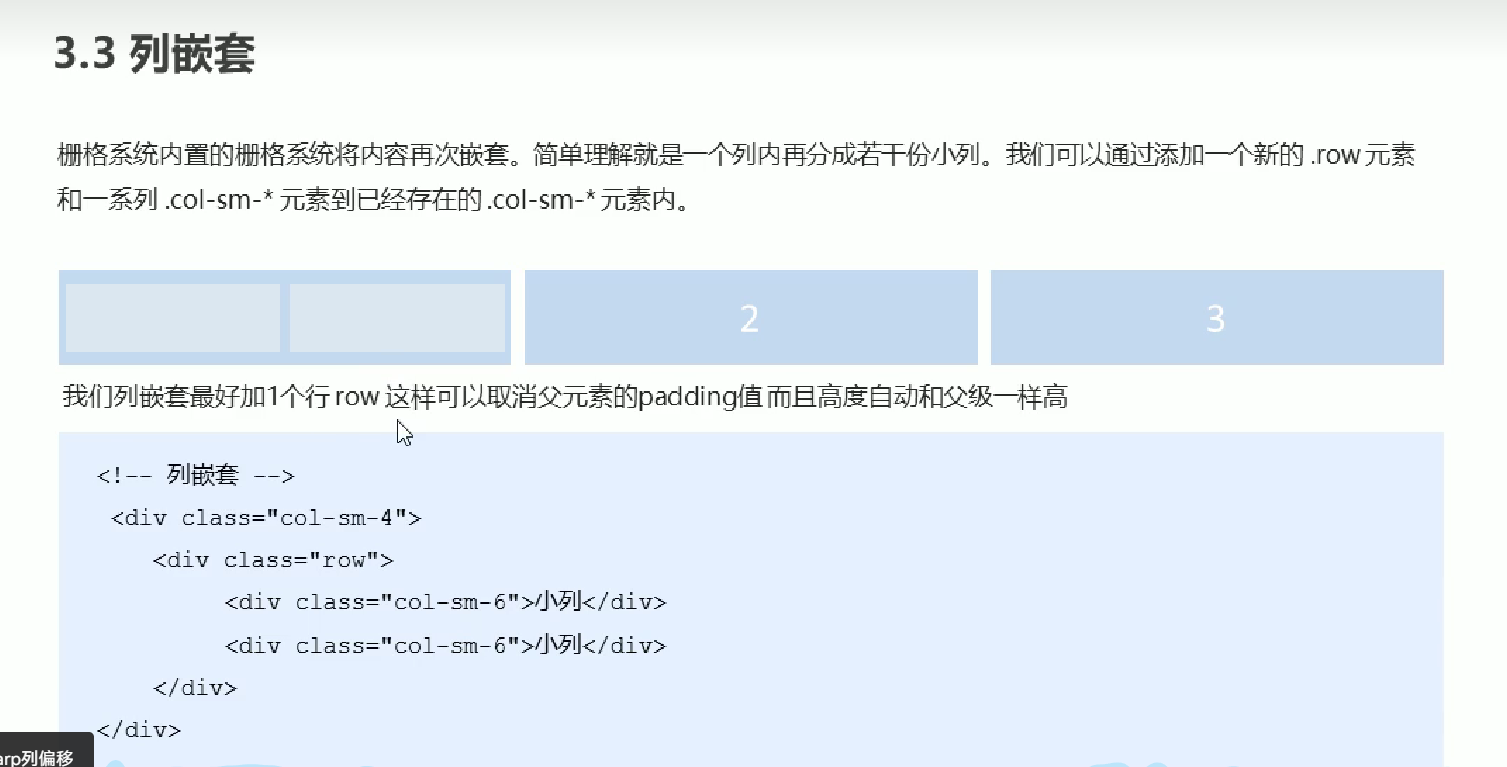 3.3 列嵌套
栅格系统内置的栅格系统将内容再次嵌套。简单理解就是一个列内再分成若干份小列。我们可以通过添加一个新的 .row 元素
和一系列 .col-sm-* 元素到已经存在的 .col-sm-* 元素内。
2
3
我们列嵌套最好加1个行 row 这样可以取消父元素的padding值 而且高度自动和父级一样高
<!-- 列嵌套 -->
<div class="col-sm-4">
<div class="row">
<div class="col-sm-6">小列</div>
<div class="col-sm-6">小列</div>
</div>
</div>
arp列偏移